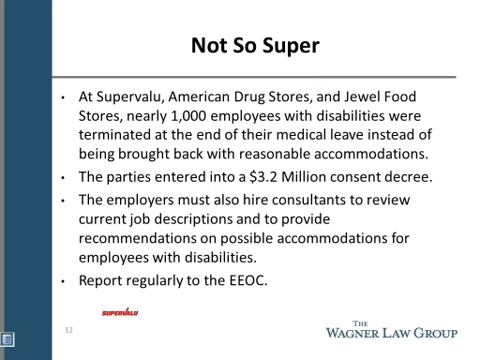 Not So Super
• At Supervalu, American Drug Stores, and Jewel Food
Stores, nearly 1,000 employees with disabilities were
terminated at the end of their medical leave instead of
being brought back with reasonable accommodations.
• The parties entered into a $3.2 Million consent decree.
• The employers must also hire consultants to review
current job descriptions and to provide
recommendations on possible accommodations for
employees with disabilities.
• Report regularly to the EEOC.
SUPERVALU
12
THE
WAGNER LAW GROUP